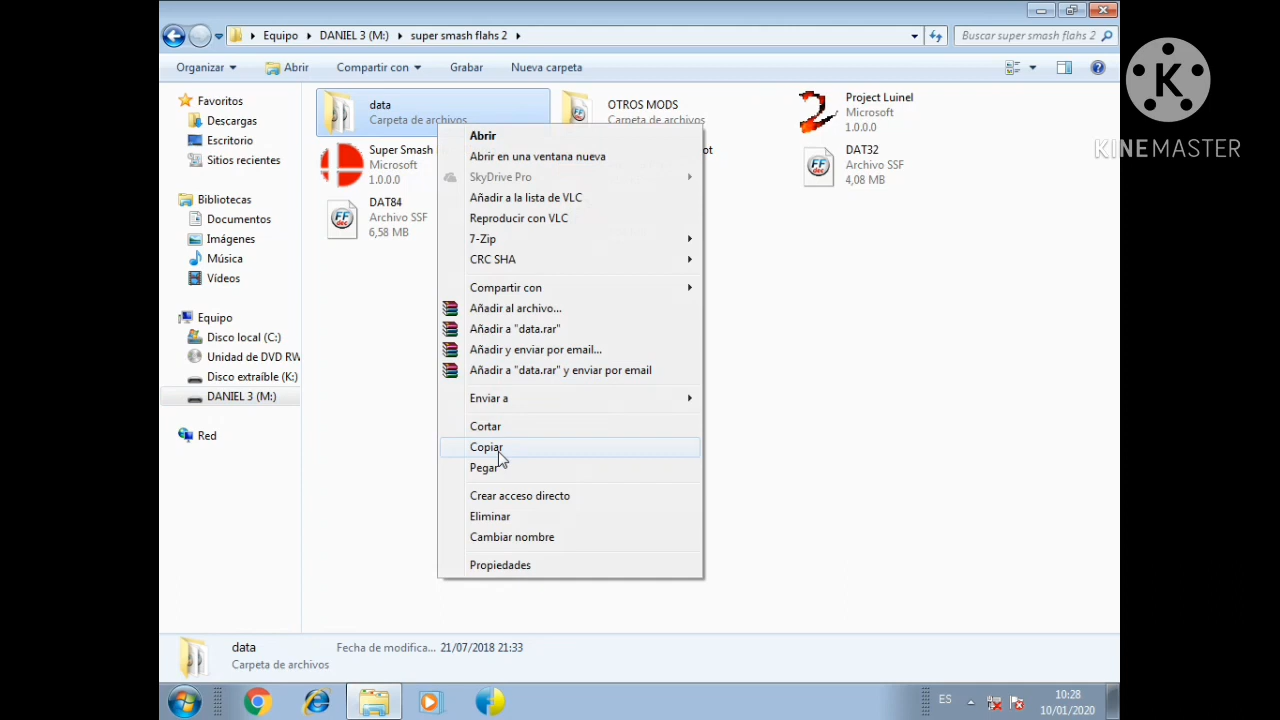 Equipo DANIEL 3 (M:) super smash flahs 2
Buscar super smash flahs 2
Organizar Abrir Compartir con Grabar Nueva carpeta
Favoritos
Descargas
Escritorio
Sitios recientes
Bibliotecas
Documentos
Imágenes
Música
Vídeos
Equipo
Disco local (C:)
Unidad de DVD RW
Disco extraíble (K:)
DANIEL 3 (M:)
Red
data
Carpeta de archivos
OTROS MODS
Carpeta de archivos
Project Luinel
Microsoft
1.0.0.0
Super Smash
Microsoft
1.0.0.0
ot
DAT32
Archivo SSF
4,08 MB
DAT84
Archivo SSF
6,58 MB
FF
dec
FF
dec
Abrir
Abrir en una ventana nueva
SkyDrive Pro
Añadir a la lista de VLC
Reproducir con VLC
7-Zip
CRC SHA
Compartir con
Añadir al archivo...
Añadir a "data.rar"
Añadir y enviar por email...
Añadir a "data.rar" y enviar por email
Enviar a
Cortar
Copiar
Pegar
Crear acceso directo
Eliminar
Cambiar nombre
Propiedades
data Fecha de modifica... 21/07/2018 21:33
Carpeta de archivos
ES
10:28
10/01/2020
K
KINEMASTER